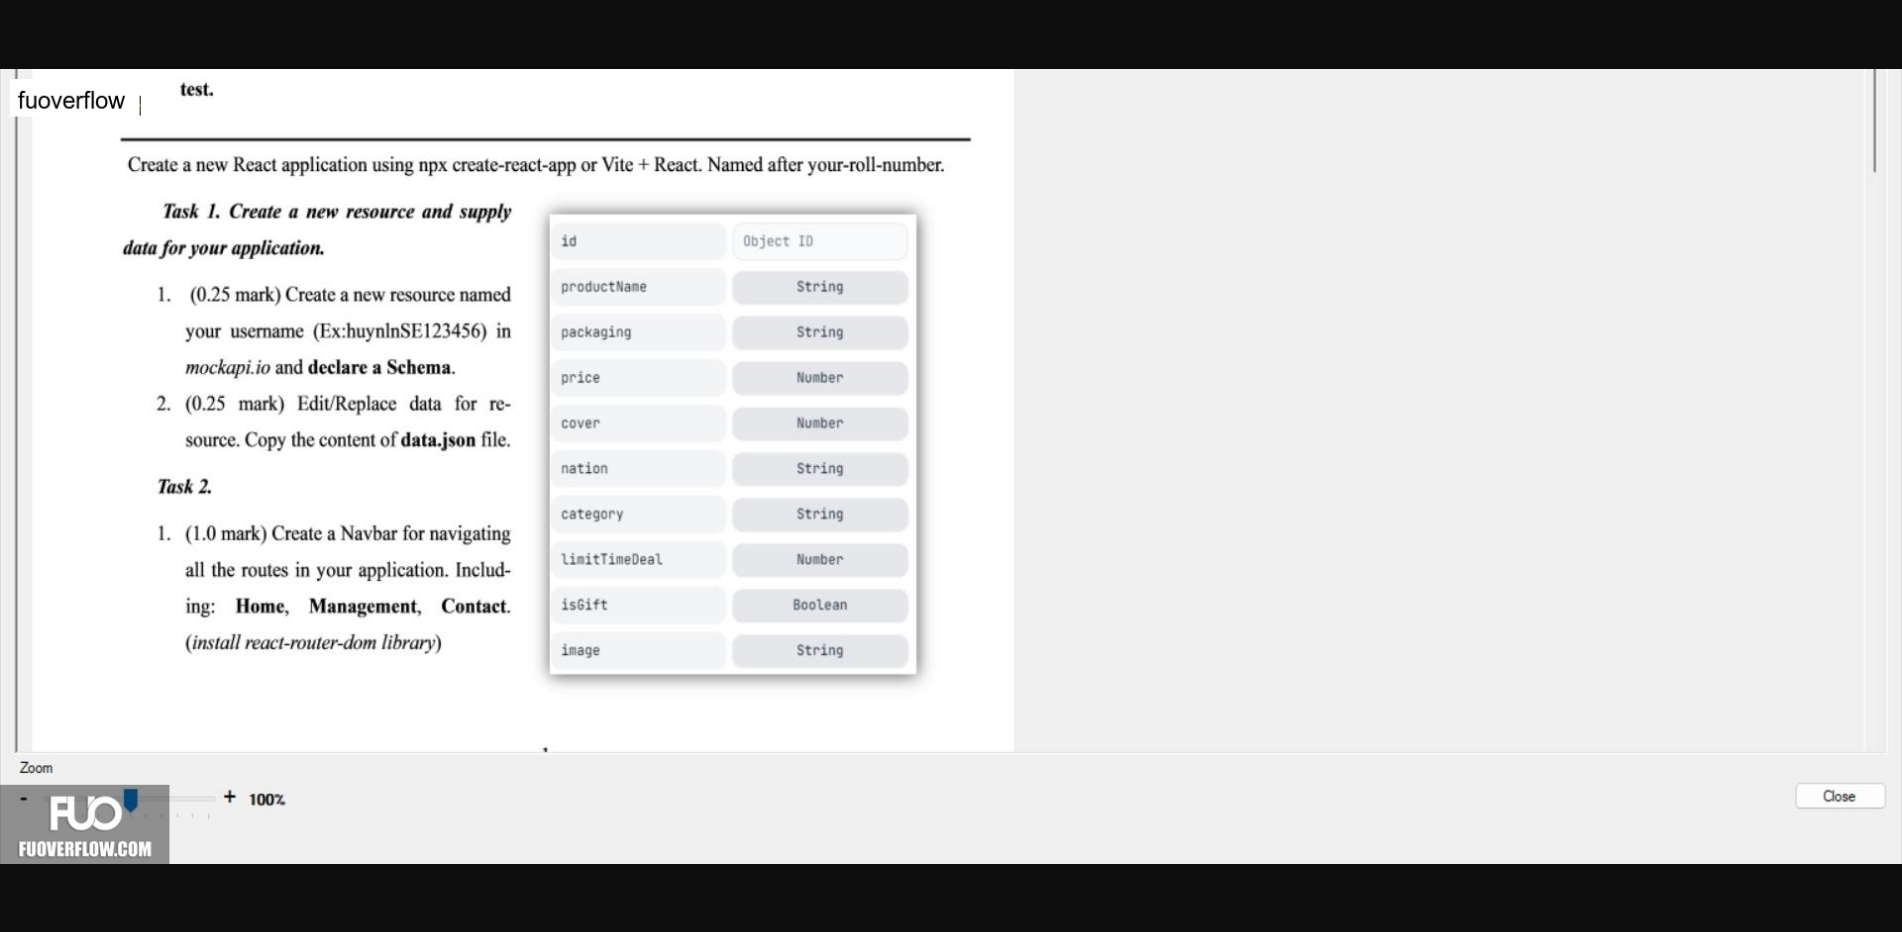 test.
fuoverflow
Create a new React application using npx create-react-app or Vite + React. Named after your-roll-number.
Task 1. Create a new resource and supply
data for your application.
1. (0.25 mark) Create a new resource named
your username (Ex:huynlnSE123456) in
mockapi.io and declare a Schema.
2. (0.25 mark) Edit/Replace data for re-
source. Copy the content of data.json file.
Task 2.
1. (1.0 mark) Create a Navbar for navigating
all the routes in your application. Includ-
ing: Home, Management, Contact.
(install react-router-dom library)
id Object ID
productName String
packaging String
price Number
cover Number
nation String
category String
limitTimeDeal Number
isGift Boolean
image String
Zoom
- + 100%
Close
FUO
FUOVERFLOW.COM